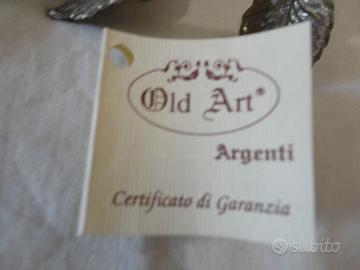 Old Art®
Argenti
Certificato di Garanzia
subito